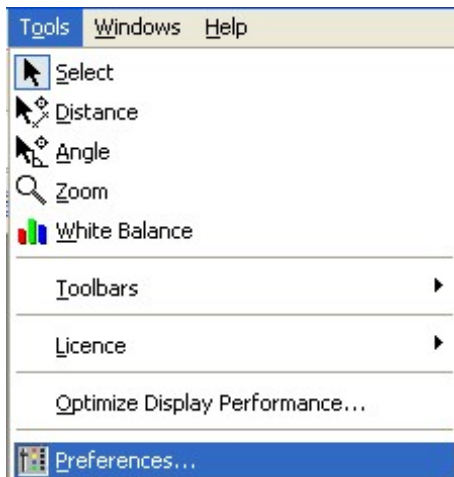 Tools Windows Help
Select
Distance
Angle
Zoom
White Balance
Toolbars
Licence
Optimize Display Performance...
Preferences...